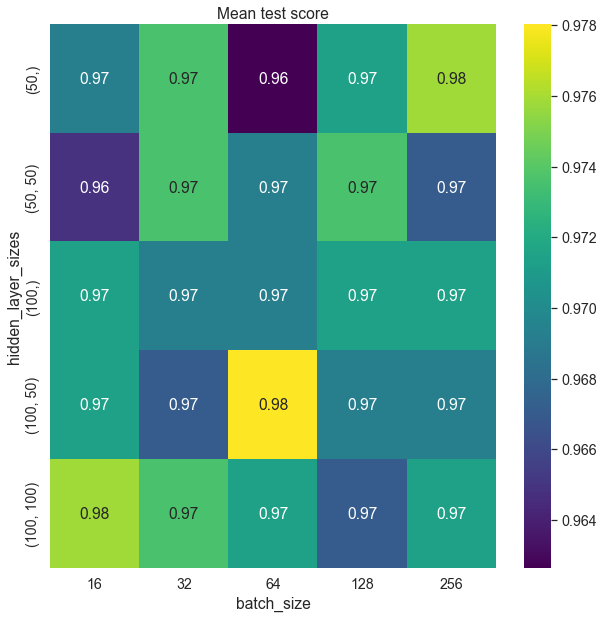 Mean test score
hidden_layer_sizes
(50,) 0.97 0.97 0.96 0.97 0.98
(50, 50) 0.96 0.97 0.97 0.97 0.97
(100,) 0.97 0.97 0.97 0.97 0.97
(100, 50) 0.97 0.97 0.98 0.97 0.97
(100, 100) 0.98 0.97 0.97 0.97 0.97
16 32 64 128 256
batch_size
0.978
0.976
0.974
0.972
0.970
0.968
0.966
0.964